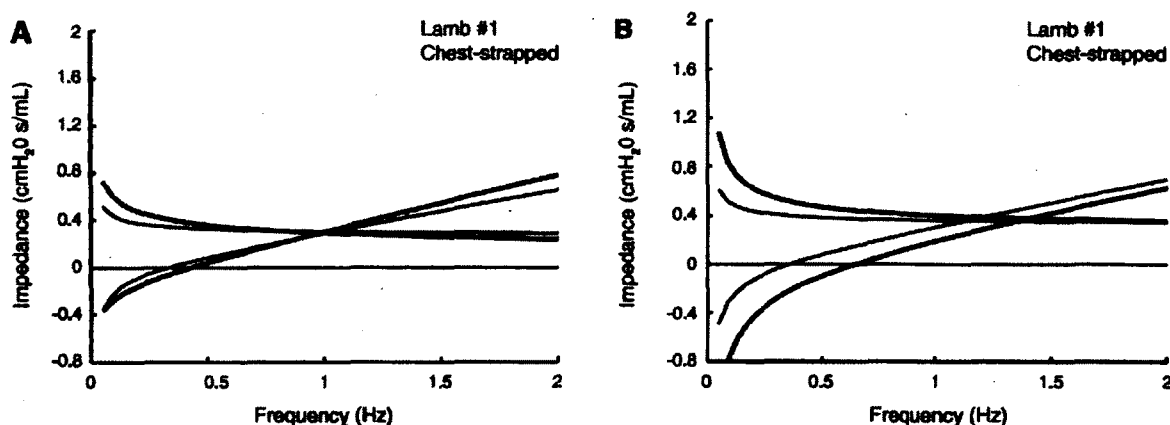 A
Lamb #1
Chest-strapped
Impedance (cmH₂0 s/mL)
2
1.6
1.2
0.8
0.4
0
-0.4
-0.8
0
0.5
1
1.5
2
Frequency (Hz)
B
Lamb #1
Chest-strapped
Impedance (cmH₂0 s/mL)
2
1.6
1.2
0.8
0.4
0
-0.4
-0.8
0
0.5
1
1.5
2
Frequency (Hz)